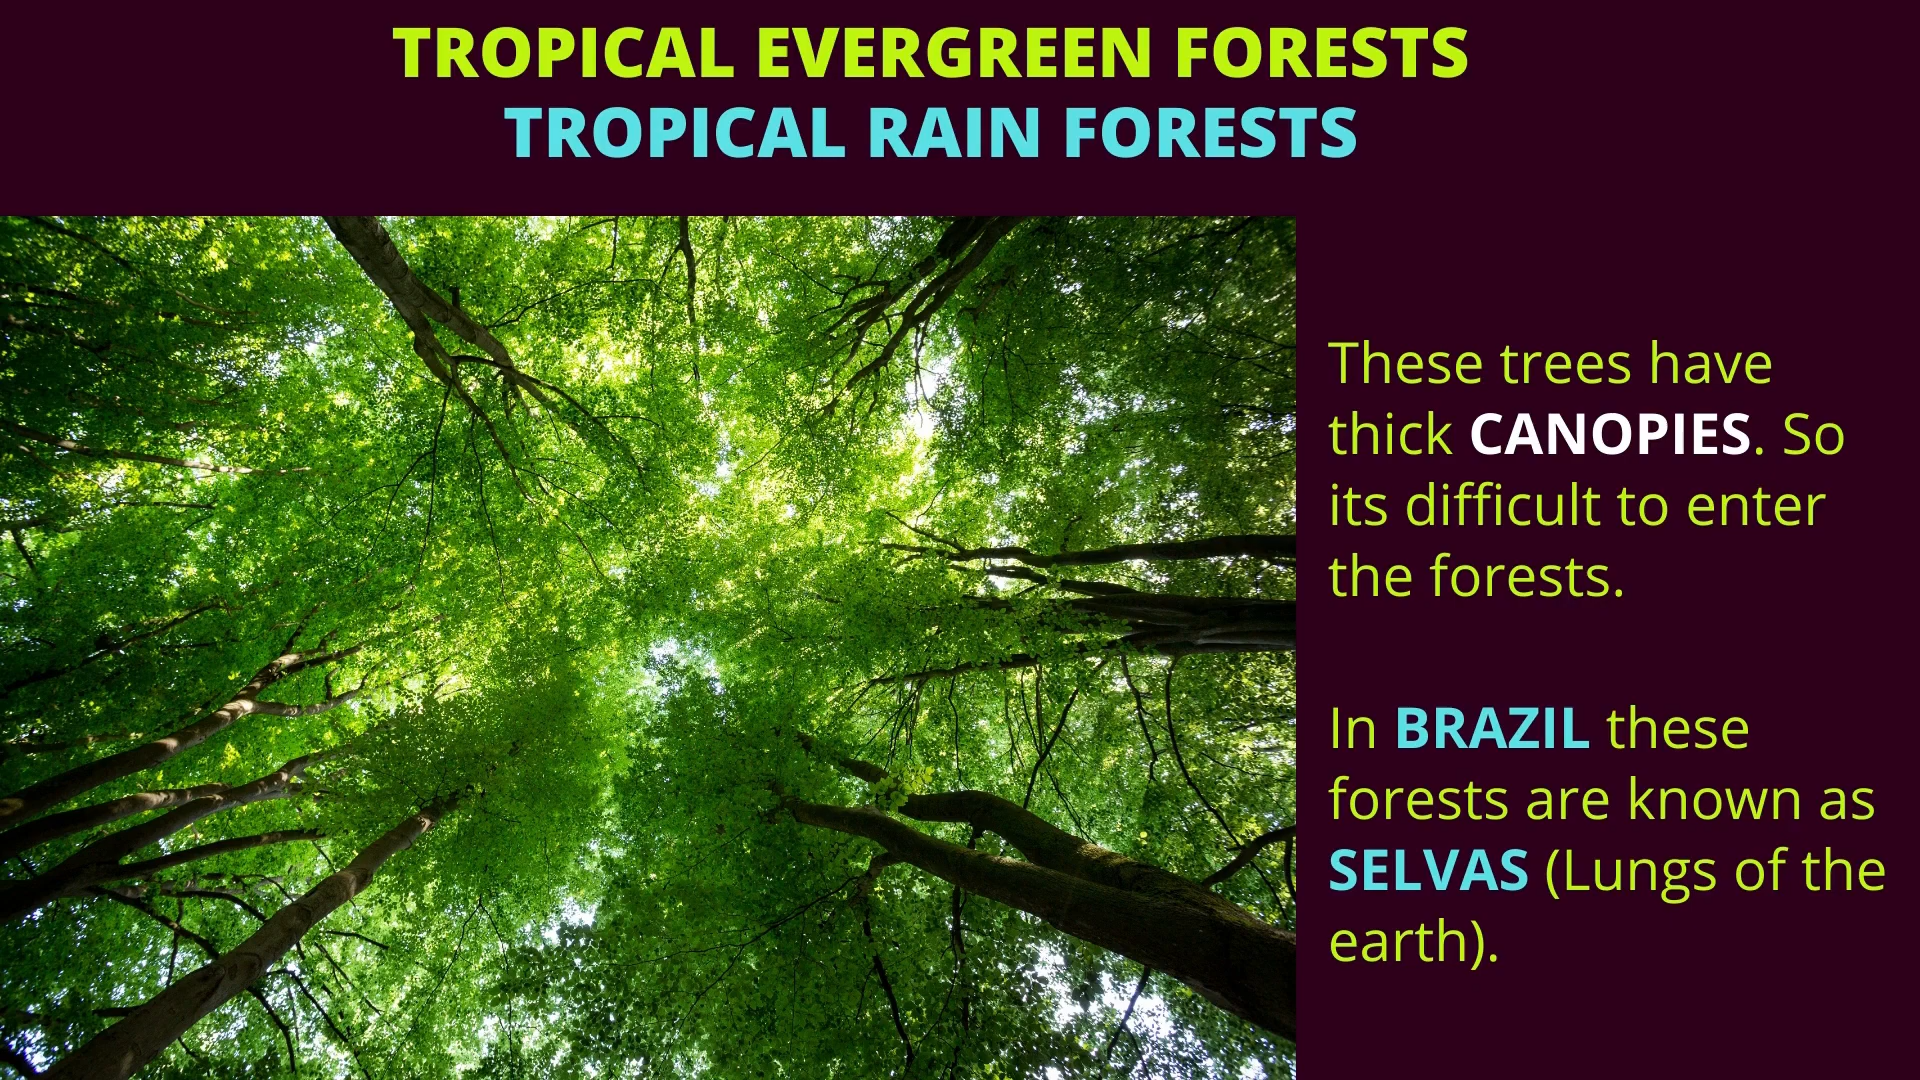 TROPICAL EVERGREEN FORESTS
TROPICAL RAIN FORESTS
These trees have
thick CANOPIES. So
its difficult to enter
the forests.
In BRAZIL these
forests are known as
SELVAS (Lungs of the
earth).